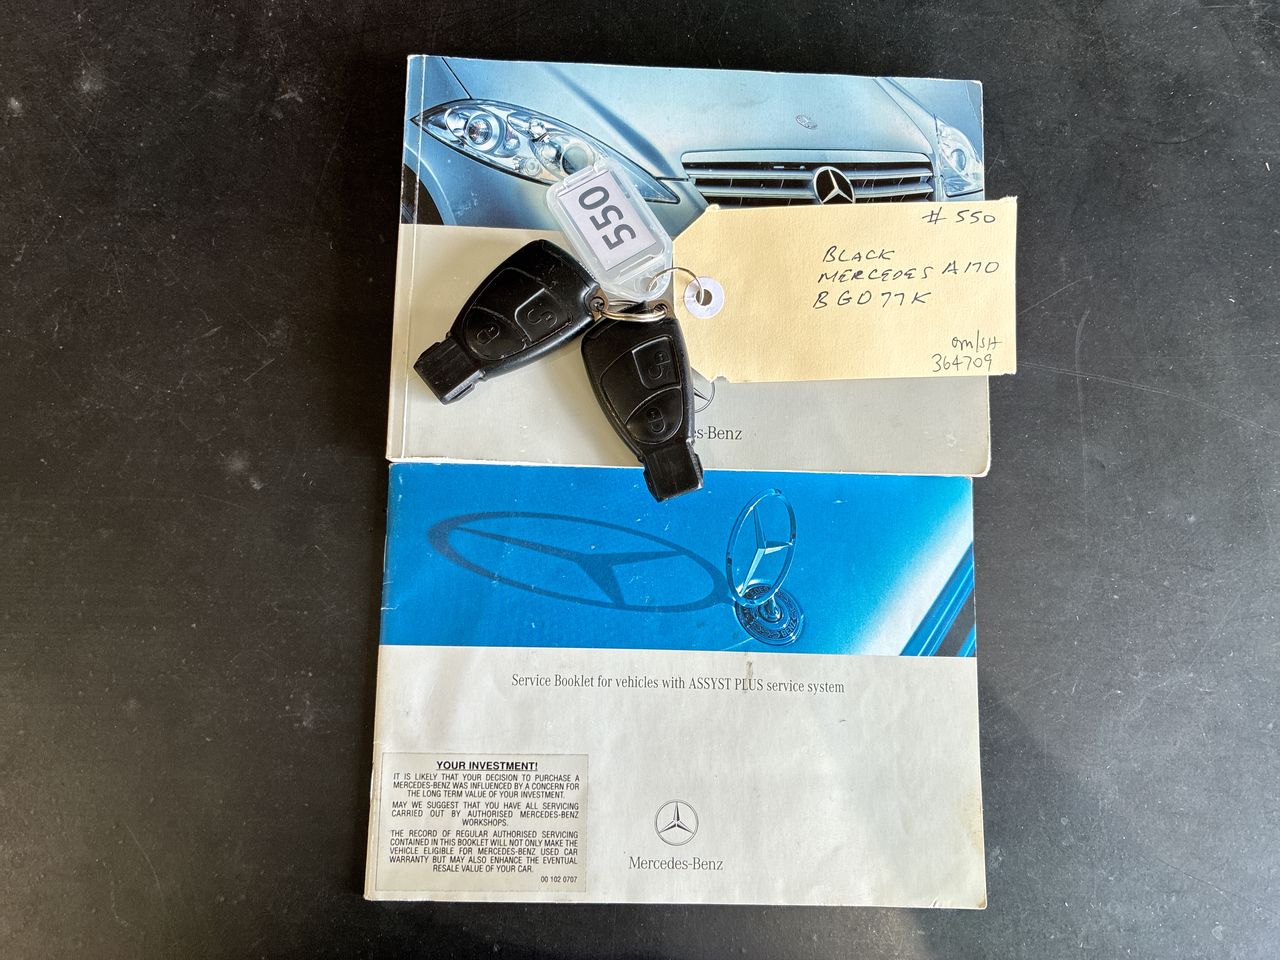 550
# 550
BLACK
MERCEDES A170
BGD77K
om/sH
364709
es-Benz
Service Booklet for vehicles with ASSYST PLUS service system
YOUR INVESTMENT!
IT IS LIKELY THAT YOUR DECISION TO PURCHASE A
MERCEDES-BENZ WAS INFLUENCED BY A CONCERN FOR
THE LONG TERM VALUE OF YOUR INVESTMENT.
MAY WE SUGGEST THAT YOU HAVE ALL SERVICING
CARRIED OUT BY AUTHORISED MERCEDES-BENZ
WORKSHOPS.
THE RECORD OF REGULAR AUTHORISED SERVICING
CONTAINED IN THIS BOOKLET WILL NOT ONLY MAKE THE
VEHICLE ELIGIBLE FOR MERCEDES-BENZ USED CAR
WARRANTY BUT MAY ALSO ENHANCE THE EVENTUAL
RESALE VALUE OF YOUR CAR.
00 102 0707
Mercedes-Benz